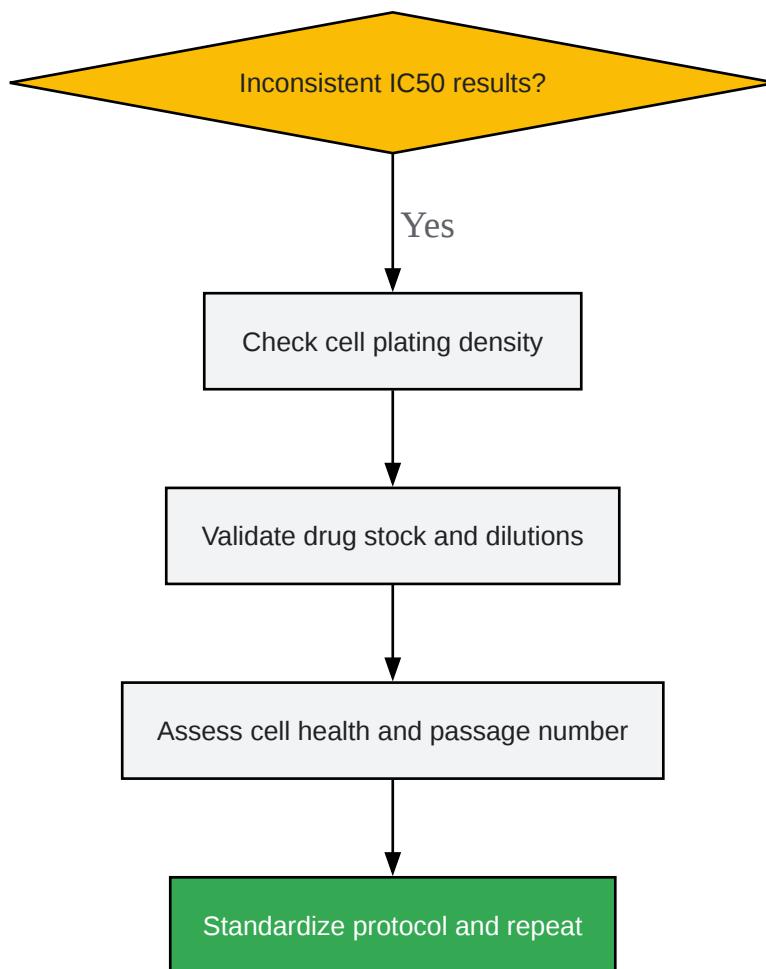 Inconsistent IC50 results?
Yes
Check cell plating density
Validate drug stock and dilutions
Assess cell health and passage number
Standardize protocol and repeat